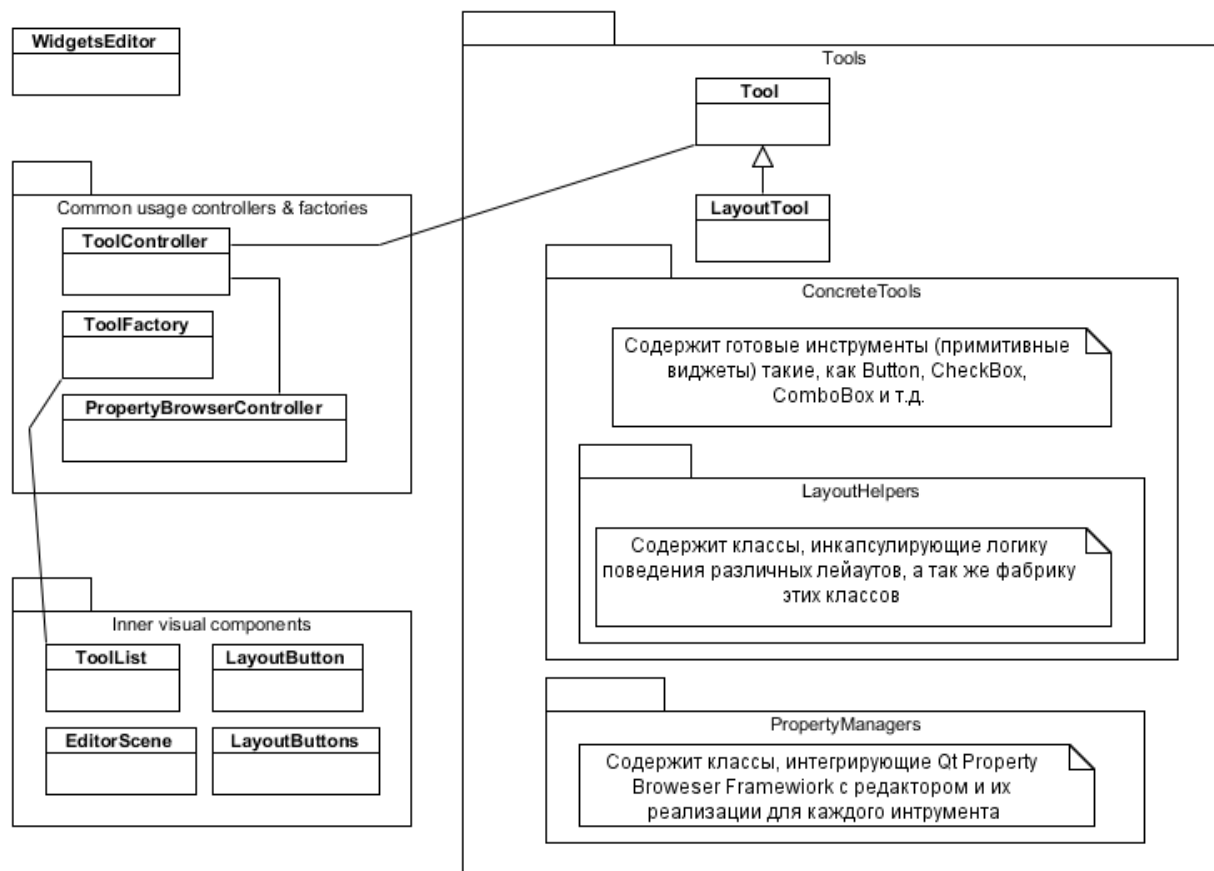 WidgetsEditor
Common usage controllers & factories
ToolController
ToolFactory
PropertyBrowserController
Inner visual components
ToolList
LayoutButton
EditorScene
LayoutButtons
Tools
Tool
LayoutTool
ConcreteTools
Содержит готовые инструменты (примитивные
виджеты) такие, как Button, CheckBox,
ComboBox и т.д.
LayoutHelpers
Содержит классы, инкапсулирующие логику
поведения различных лейаутов, а так же фабрику
этих классов
PropertyManagers
Содержит классы, интегрирующие Qt Property
Broweser Framewiork с редактором и их
реализации для каждого интрумента